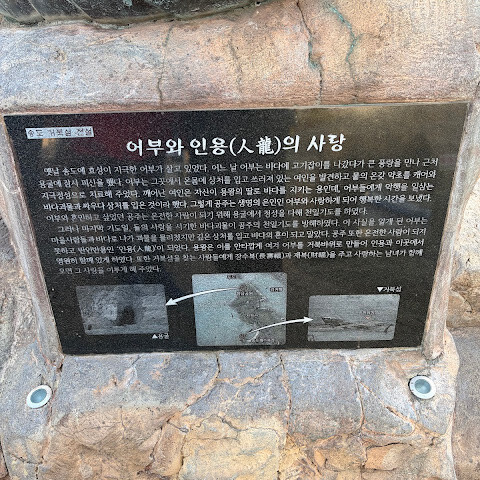 송도 거북섬 전설
어부와 인용(人龍)의 사랑
옛날 송도에 효성이 지극한 어부가 살고 있었다. 어느 날 어부는 바다에 고기잡이를 나갔다가 큰 풍랑을 만나 근처
용굴에 잠시 피신을 했다. 어부는 그곳에서 온몸에 상처를 입고 쓰러져 있는 여인을 발견하고 뭍의 온갖 약초를 캐어와
지극정성으로 치료해 주었다. 깨어난 여인은 자신이 용왕의 딸로 바다를 지키는 용인데, 어부들에게 악행을 일삼는
바다괴물과 싸우다 상처를 입은 것이라 했다. 그렇게 공주는 생명의 은인인 어부와 사랑하게 되어 행복한 시간을 보냈다.
어부와 혼인하고 싶었던 공주는 온전한 사람이 되기 위해 용굴에서 정성을 다해 천일기도를 하였다.
그러나 마지막 기도일, 둘의 사랑을 시기한 바다괴물이 공주의 천일기도를 방해하였다. 이 사실을 알게 된 어부는
마을사람들과 바다로 나가 괴물을 물리쳤지만 깊은 상처를 입고 바다의 혼이 되고 말았다. 공주 또한 온전한 사람이 되지
못하고 반인반용인 '인용(人龍)'이 되었다. 용왕은 이를 안타깝게 여겨 어부를 거북바위로 만들어 인용과 이곳에서
영원히 함께 있게 하였다. 또한 거북섬을 찾는 사람들에게 장수복(長壽福)과 재복(財福)을 주고 사랑하는 남녀가 함께
오면 그 사랑을 이루게 해 주었다.
▼거북섬
▲용굴